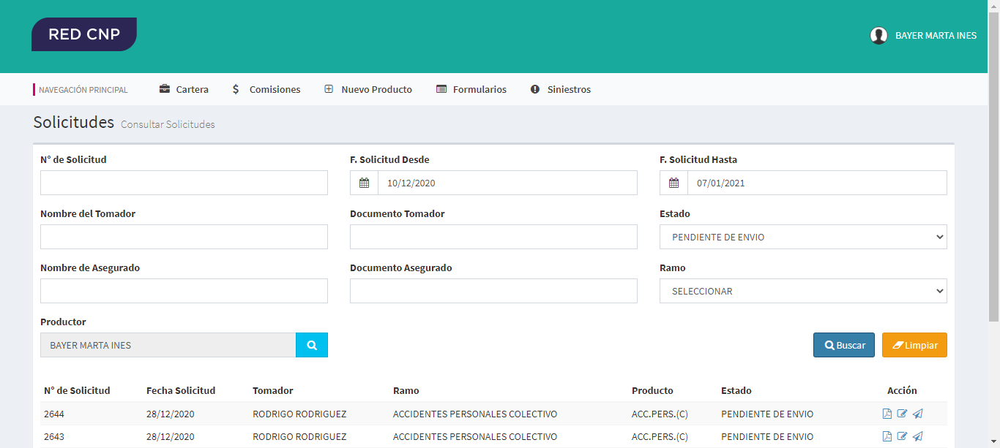 RED CNP
BAYER MARTA INES
NAVEGACIÓN PRINCIPAL Cartera Comisiones Nuevo Producto Formularios Siniestros
Solicitudes Consultar Solicitudes
N° de Solicitud F. Solicitud Desde F. Solicitud Hasta
10/12/2020 07/01/2021
Nombre del Tomador Documento Tomador Estado
PENDIENTE DE ENVIO
Nombre de Asegurado Documento Asegurado Ramo
SELECCIONAR
Productor
BAYER MARTA INES Buscar Limpiar
N° de Solicitud Fecha Solicitud Tomador Ramo Producto Estado Acción
2644 28/12/2020 RODRIGO RODRIGUEZ ACCIDENTES PERSONALES COLECTIVO ACC.PERS.(C) PENDIENTE DE ENVIO
2643 28/12/2020 RODRIGO RODRIGUEZ ACCIDENTES PERSONALES COLECTIVO ACC.PERS.(C) PENDIENTE DE ENVIO